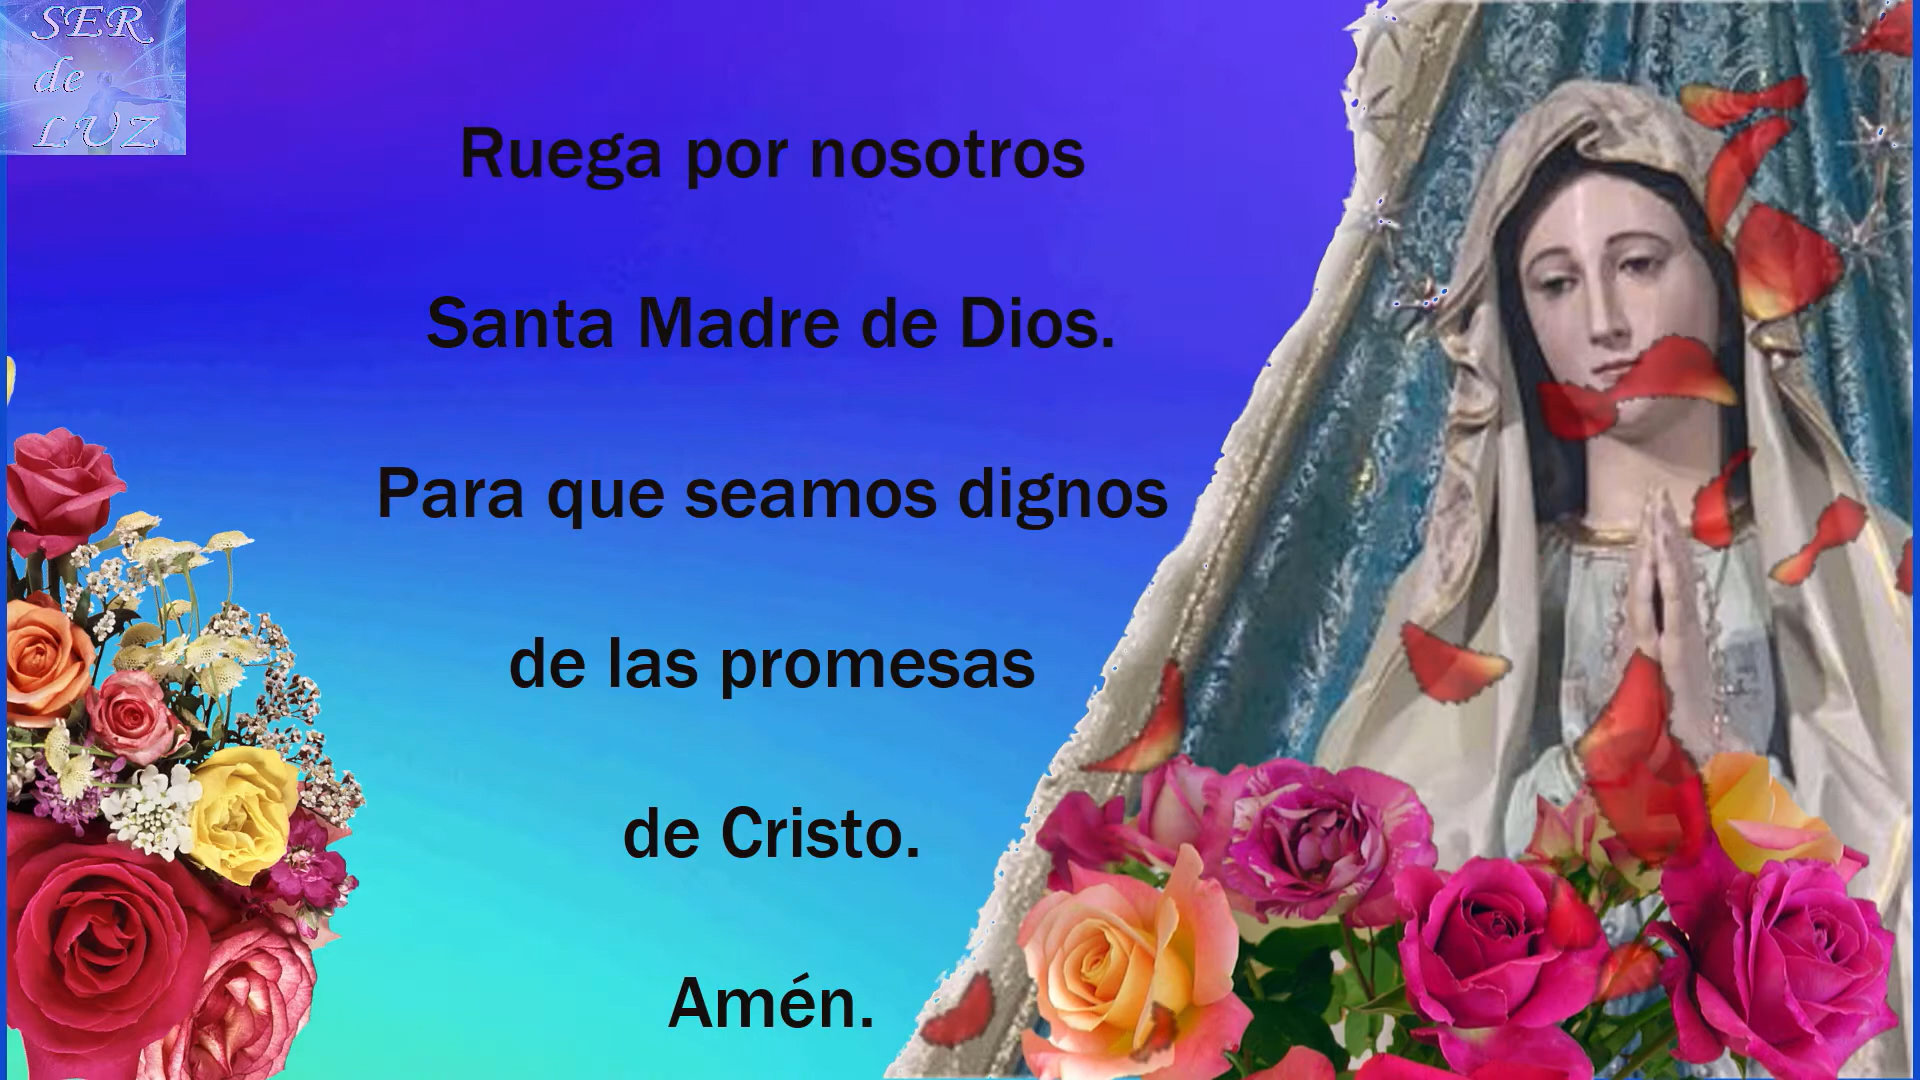 SER
de
LUZ
Ruega por nosotros
Santa Madre de Dios.
Para que seamos dignos
de las promesas
de Cristo.
Amén.